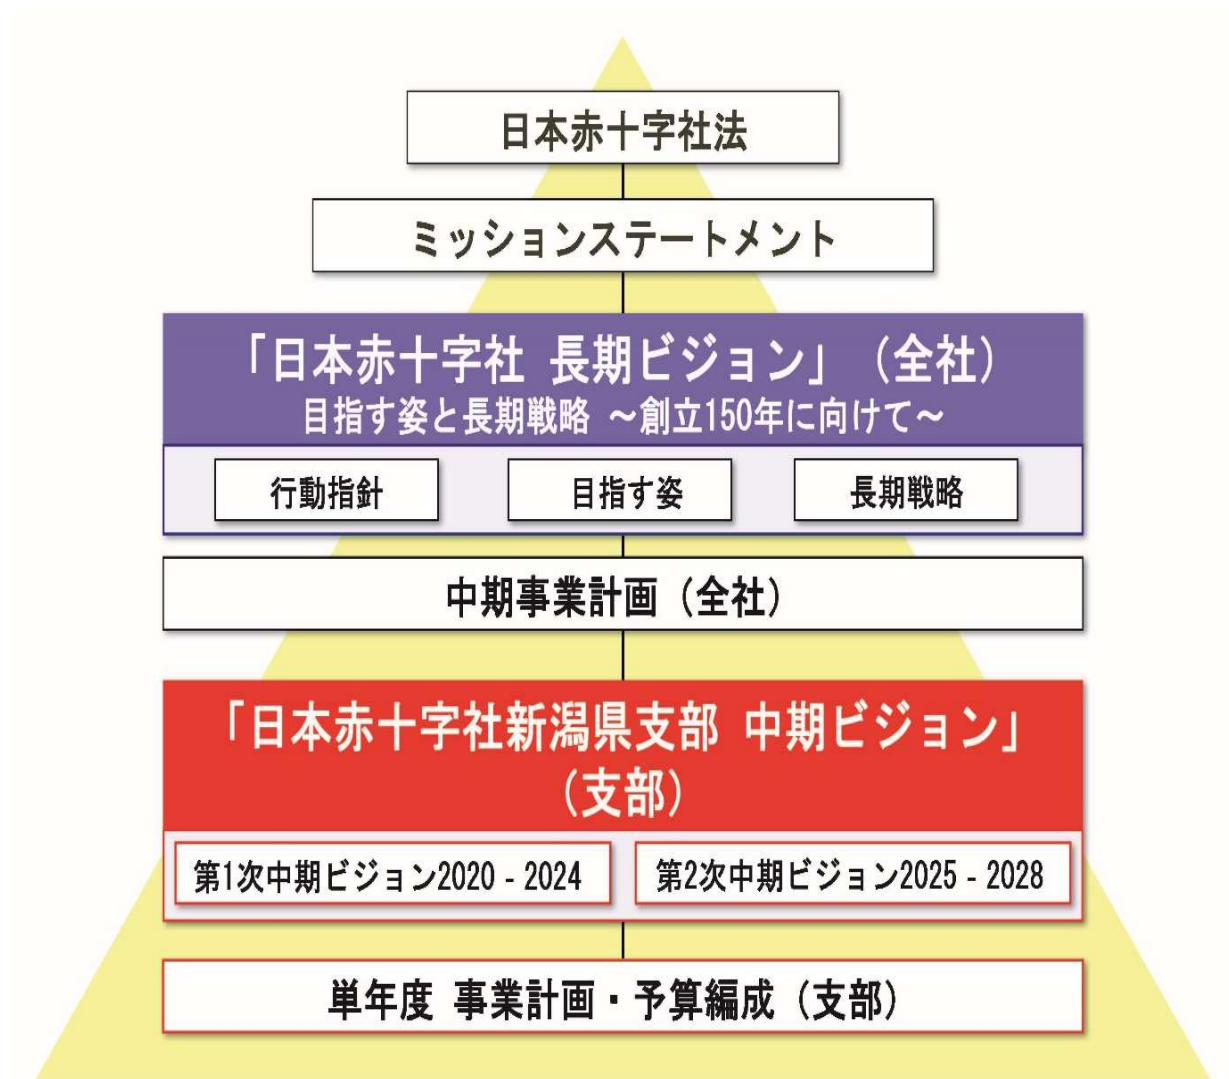 日本赤十字社法
ミッションステートメント
「日本赤十字社 長期ビジョン」（全社）
目指す姿と長期戦略 ～創立150年に向けて～
行動指針
目指す姿
長期戦略
中期事業計画（全社）
「日本赤十字社新潟県支部 中期ビジョン」
（支部）
第1次中期ビジョン2020 - 2024
第2次中期ビジョン2025 - 2028
単年度 事業計画・予算編成（支部）